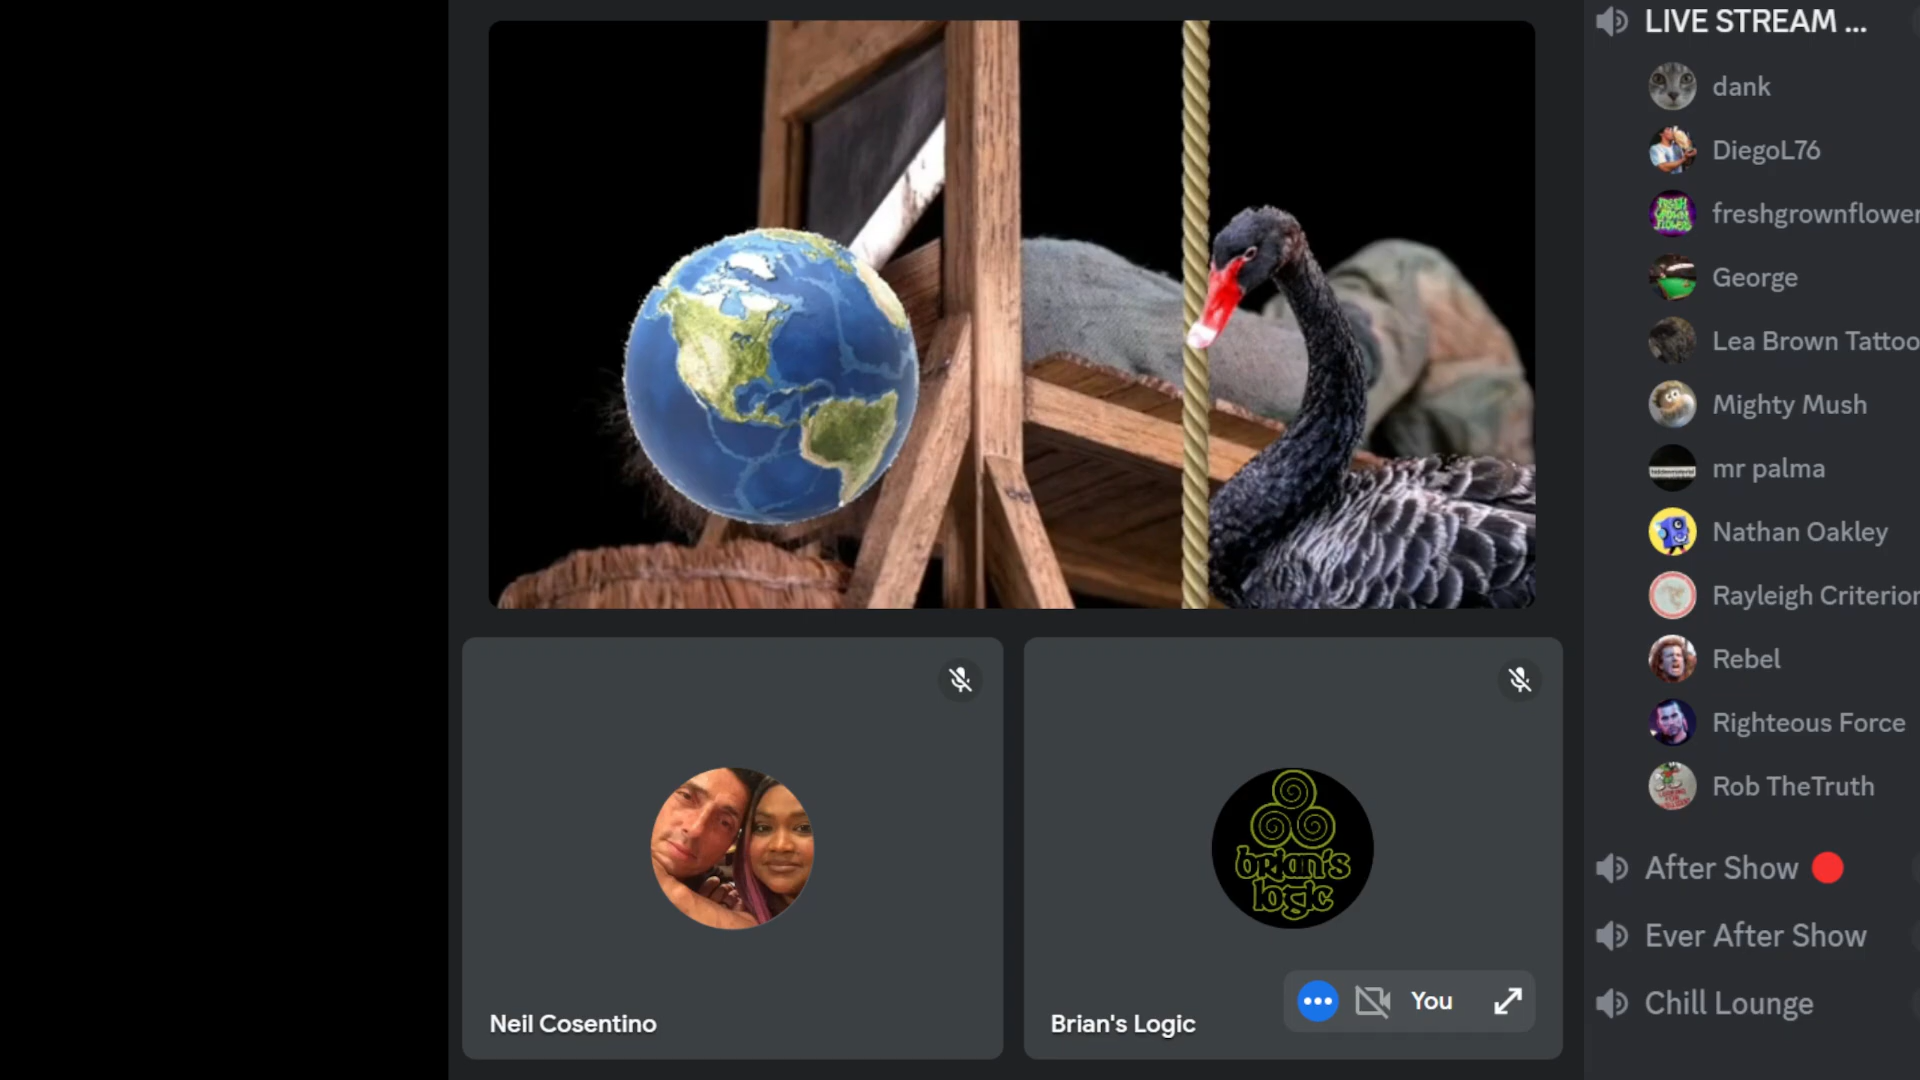 LIVE STREAM ...
dank
DiegoL76
freshgrownflower
George
Lea Brown Tattoo
Mighty Mush
mr palma
Nathan Oakley
Rayleigh Criterion
Rebel
Righteous Force
Rob TheTruth
After Show
Ever After Show
Chill Lounge
brian's
logic
Neil Cosentino
Brian's Logic
You